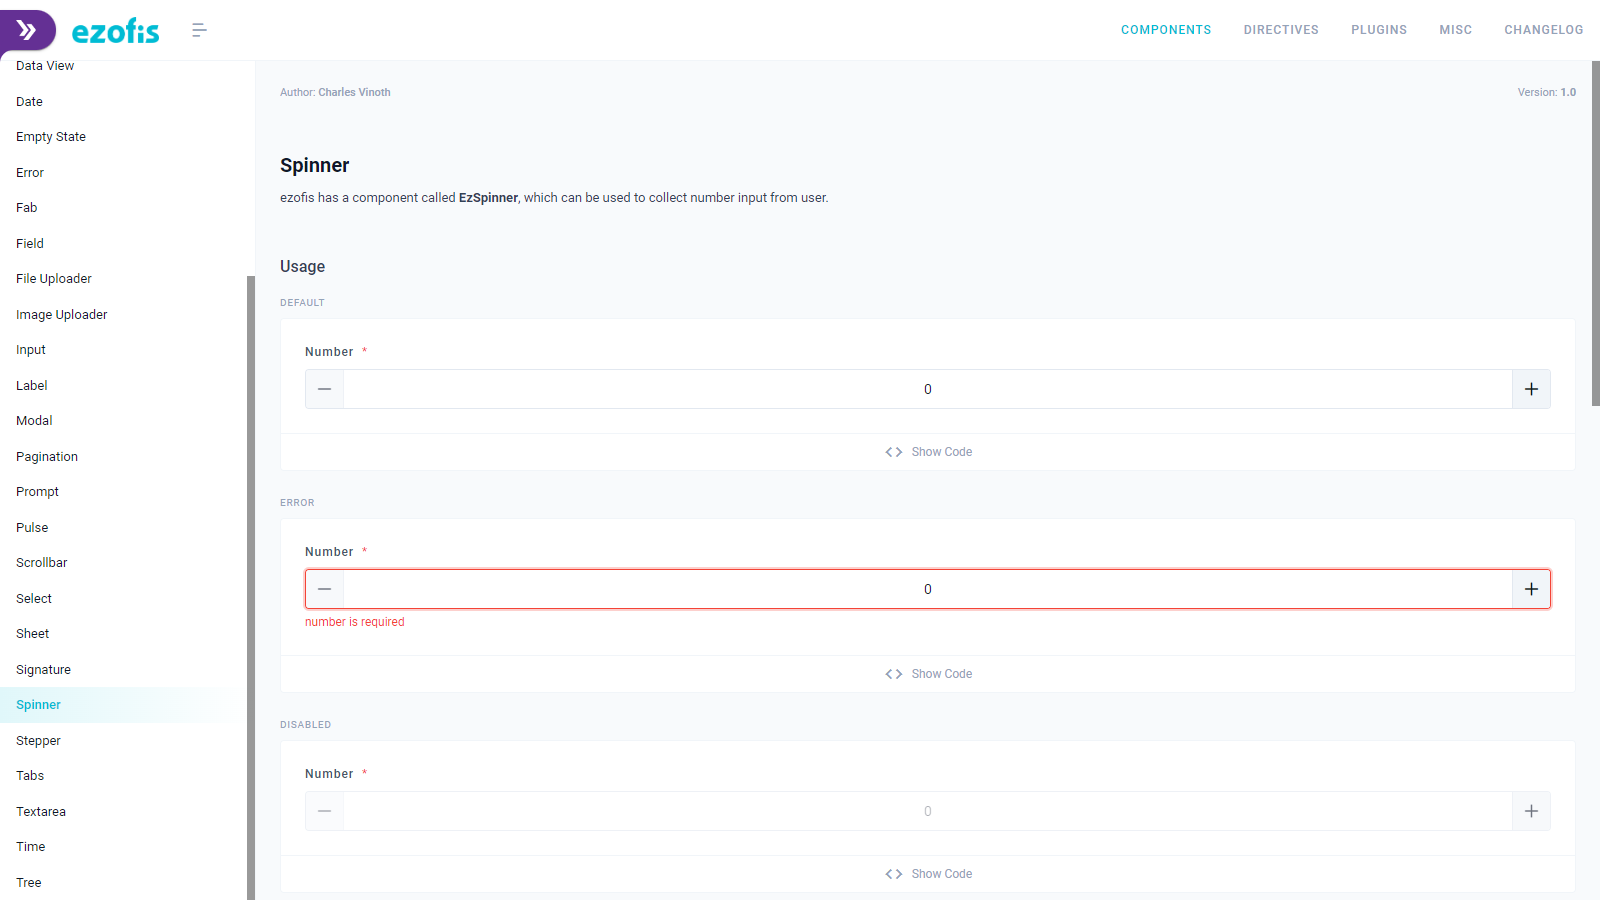 ezofis
COMPONENTS
DIRECTIVES
PLUGINS
MISC
CHANGELOG
Data View
Date
Empty State
Error
Fab
Field
File Uploader
Image Uploader
Input
Label
Modal
Pagination
Prompt
Pulse
Scrollbar
Select
Sheet
Signature
Spinner
Stepper
Tabs
Textarea
Time
Tree
Author: Charles Vinoth
Version: 1.0
Spinner
ezofis has a component called EzSpinner, which can be used to collect number input from user.
Usage
DEFAULT
Number *
0
Show Code
ERROR
Number *
0
number is required
Show Code
DISABLED
Number *
0
Show Code